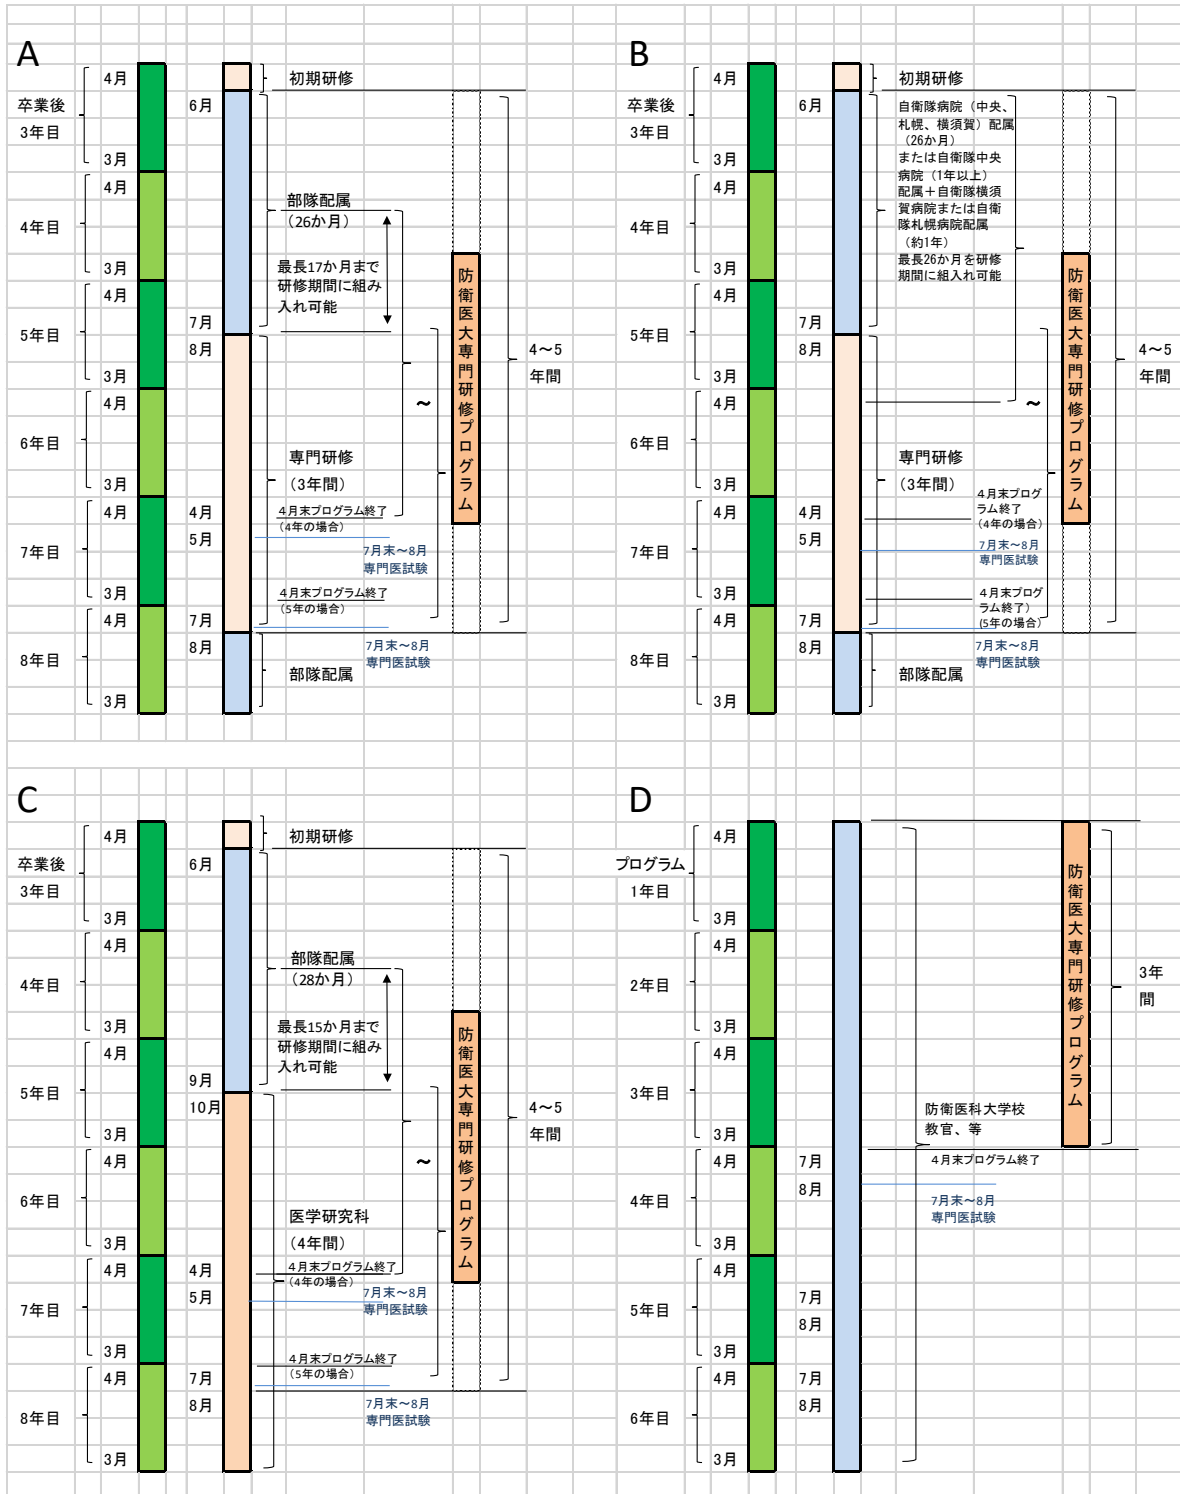 A
4月
初期研修
卒業後
6月
3年目
3月
4月
部隊配属
(26か月)
4年目
最長17か月まで
研修期間に組み
入れ可能
3月
4月
7月
5年目
8月
3月
4月
6年目
専門研修
(3年間)
3月
4月
4月
4月末プログラム終了
(4年の場合)
5月
7年目
7月末～8月
専門医試験
3月
4月末プログラム終了
(5年の場合)
4月
7月
8月
7月末～8月
専門医試験
8年目
部隊配属
3月
～
防衛医大専門研修プログラム
4～5
年間
B
4月
初期研修
卒業後
6月
3年目
3月
自衛隊病院（中央、
札幌、横須賀）配属
（26か月）
または自衛隊中央
病院（1年以上）
配属＋自衛隊横須
賀病院または自衛
隊札幌病院配属
（約1年）
最長26か月を研修
期間に組入れ可能
4月
4年目
3月
4月
7月
5年目
8月
3月
4月
6年目
専門研修
(3年間)
3月
4月
4月
4月末プログ
ラム終了
(4年の場合)
5月
7年目
7月末～8月
専門医試験
3月
4月末プログ
ラム終了)
(5年の場合)
4月
7月
8月
7月末～8月
専門医試験
8年目
部隊配属
3月
～
防衛医大専門研修プログラム
4～5
年間
C
4月
初期研修
卒業後
6月
3年目
3月
4月
部隊配属
(28か月)
4年目
最長15か月まで
研修期間に組み
入れ可能
3月
4月
9月
5年目
10月
3月
4月
6年目
医学研究科
(4年間)
3月
4月
4月
4月末プログラム終了
(4年の場合)
5月
7年目
7月末～8月
専門医試験
3月
4月末プログラム終了
(5年の場合)
4月
7月
8月
7月末～8月
専門医試験
8年目
3月
～
防衛医大専門研修プログラム
4～5
年間
D
4月
プログラム
1年目
3月
4月
2年目
3月
4月
3年目
防衛医科大学校
教官、等
3月
4月
7月
4月末プログラム終了
8月
4年目
7月末～8月
専門医試験
3月
4月
7月
5年目
8月
3月
4月
7月
8月
6年目
3月
防衛医大専門研修プログラム
3年
間